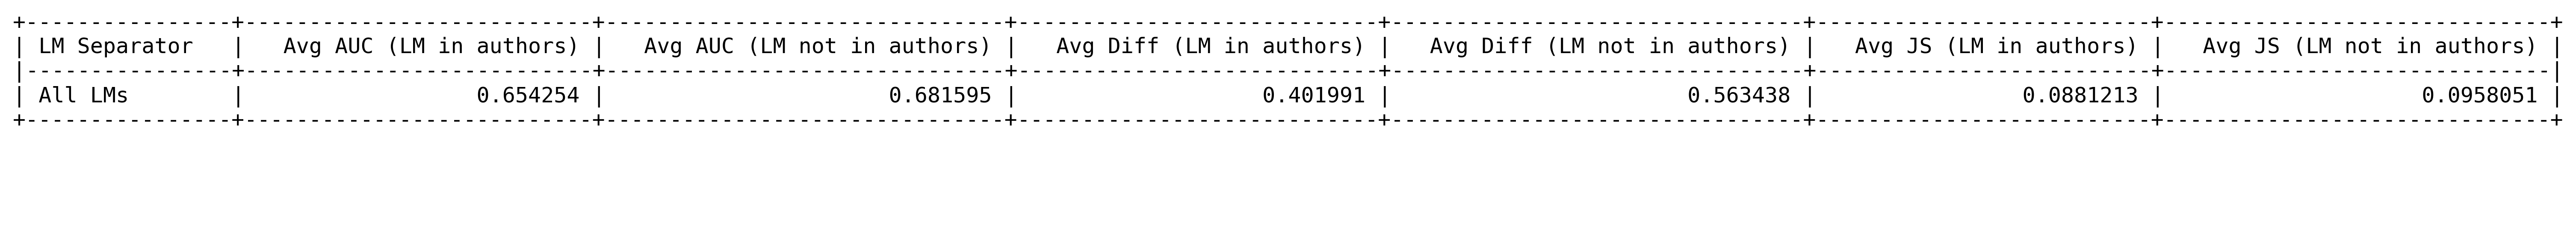 +----------------+---------------------------+-------------------------------+----------------------------+--------------------------------+--------------------------+------------------------------+
| LM Separator   |   Avg AUC (LM in authors) |   Avg AUC (LM not in authors) |   Avg Diff (LM in authors) |   Avg Diff (LM not in authors) |   Avg JS (LM in authors) |   Avg JS (LM not in authors) |
|----------------+---------------------------+-------------------------------+----------------------------+--------------------------------+--------------------------+------------------------------|
| All LMs        |                  0.654254 |                      0.681595 |                   0.401991 |                       0.563438 |                0.0881213 |                    0.0958051 |
+----------------+---------------------------+-------------------------------+----------------------------+--------------------------------+--------------------------+------------------------------+